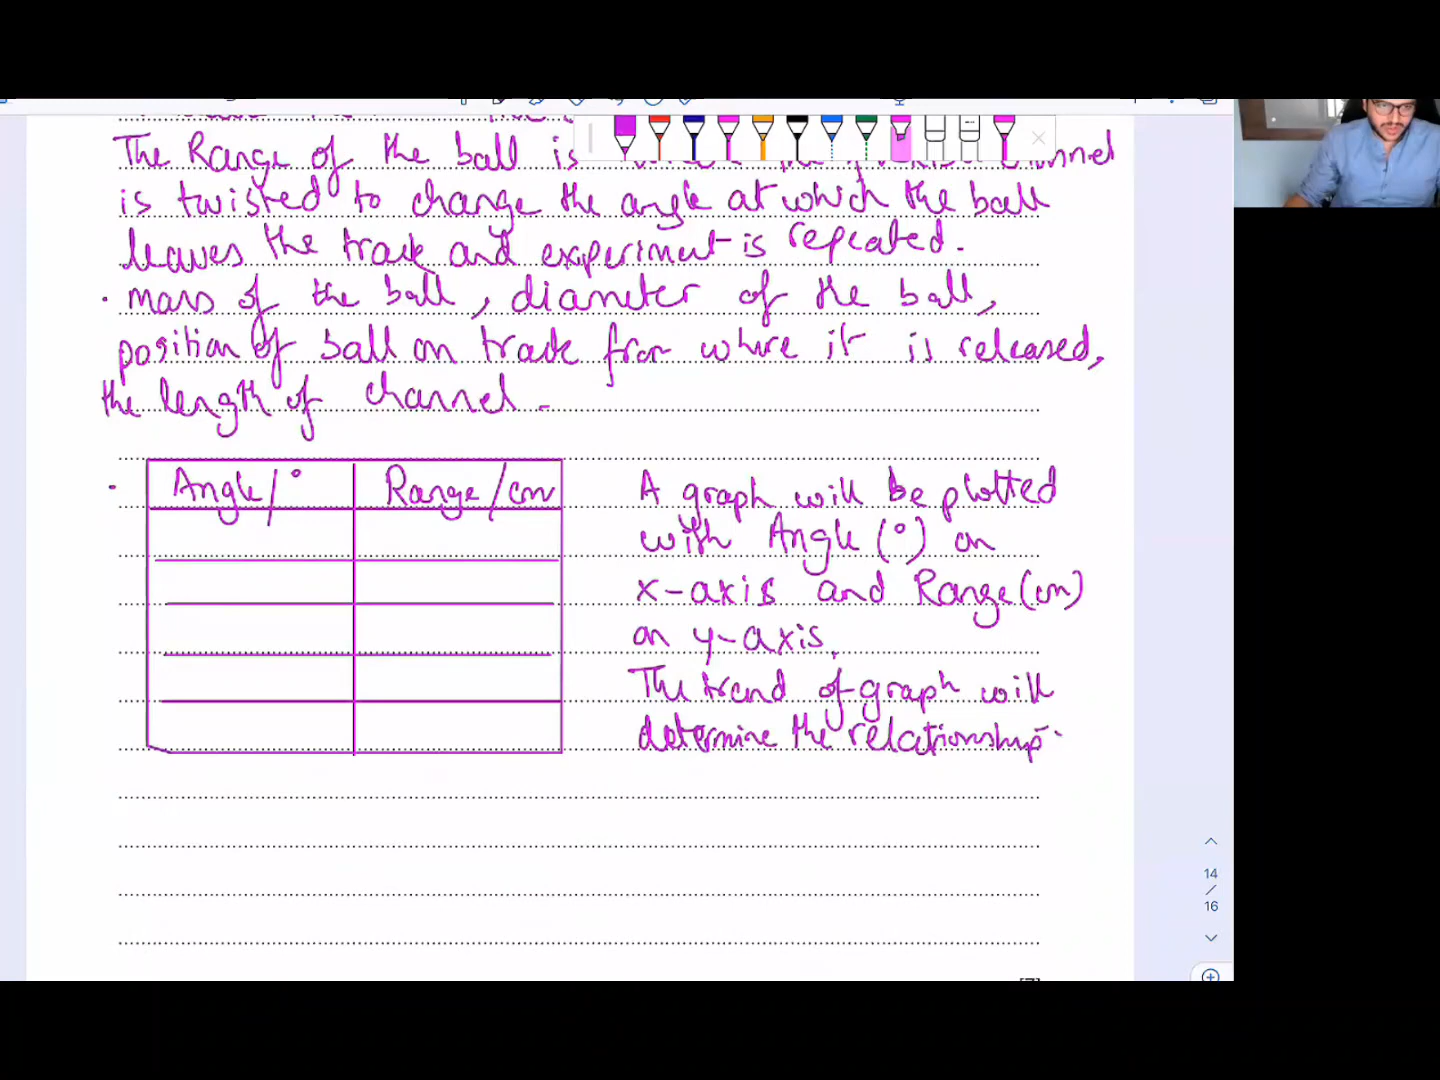 The Range of the ball is channel
is twisted to change the angle at which the ball
leaves the track and experiment is repeated.
. mass of the ball, diameter of the ball,
position of ball on track from where it is released,
the length of channel.
. Angle/° Range/cm
A graph will be plotted
with Angle (°) on
x-axis and Range(cm)
on y-axis.
The trend of graph will
determine the relationship.
14
/
16